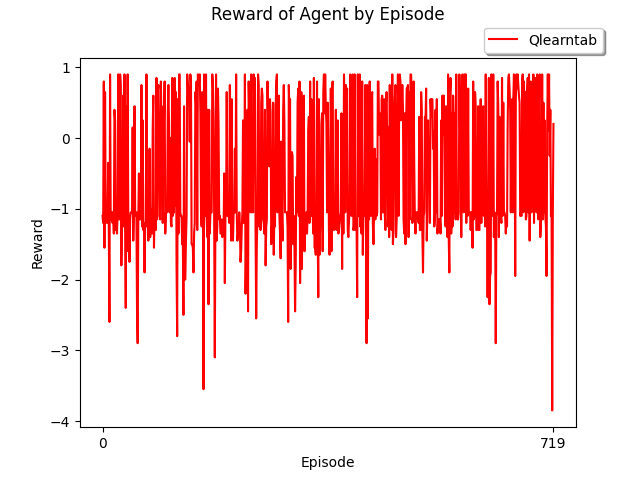 Reward of Agent by Episode
Qlearntab
1
0
−1
−2
−3
−4
Reward
0
719
Episode